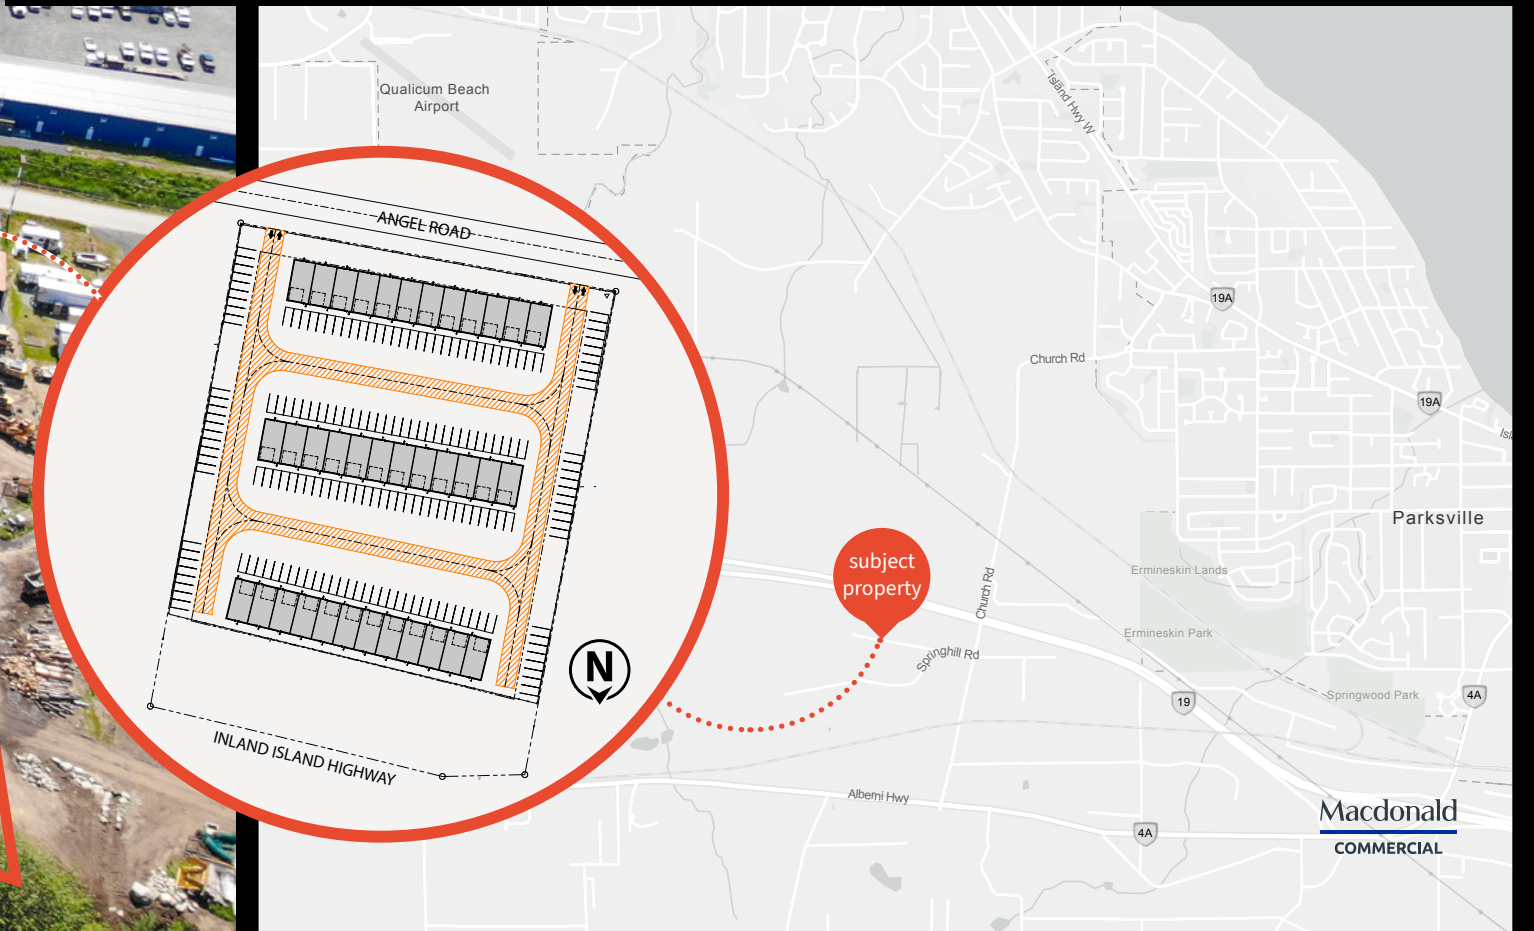 Qualicum Beach
Airport
Island Hwy W
ANGEL ROAD
19A
Church Rd
19A
Parksville
subject
property
Ermineskin Lands
Church Rd
Ermineskin Park
Springhill Rd
N
Springwood Park
4A
19
INLAND ISLAND HIGHWAY
Alberni Hwy
4A
Macdonald
COMMERCIAL